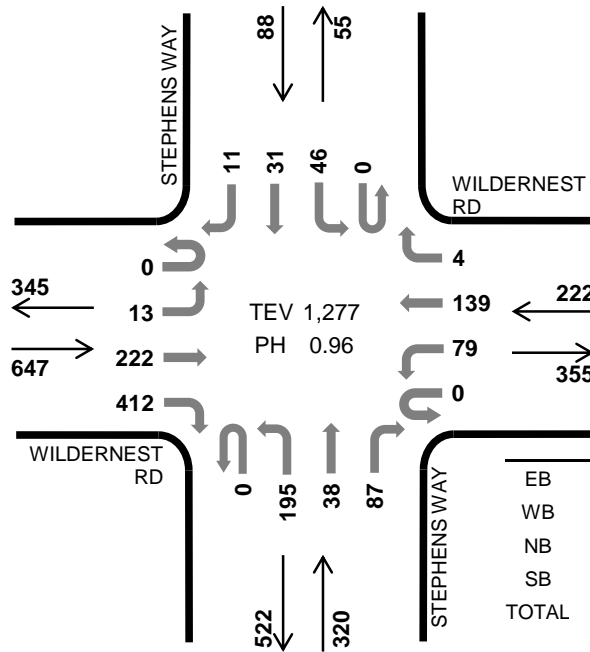 88
55
STEPHENS WAY
11
31
46
0
WILDERNEST
RD
0
4
345
13
TEV 1,277
139
222
647
222
PH 0.96
79
355
412
0
WILDERNEST
RD
0
195
38
87
STEPHENS WAY
EB
WB
NB
SB
TOTAL
522
320